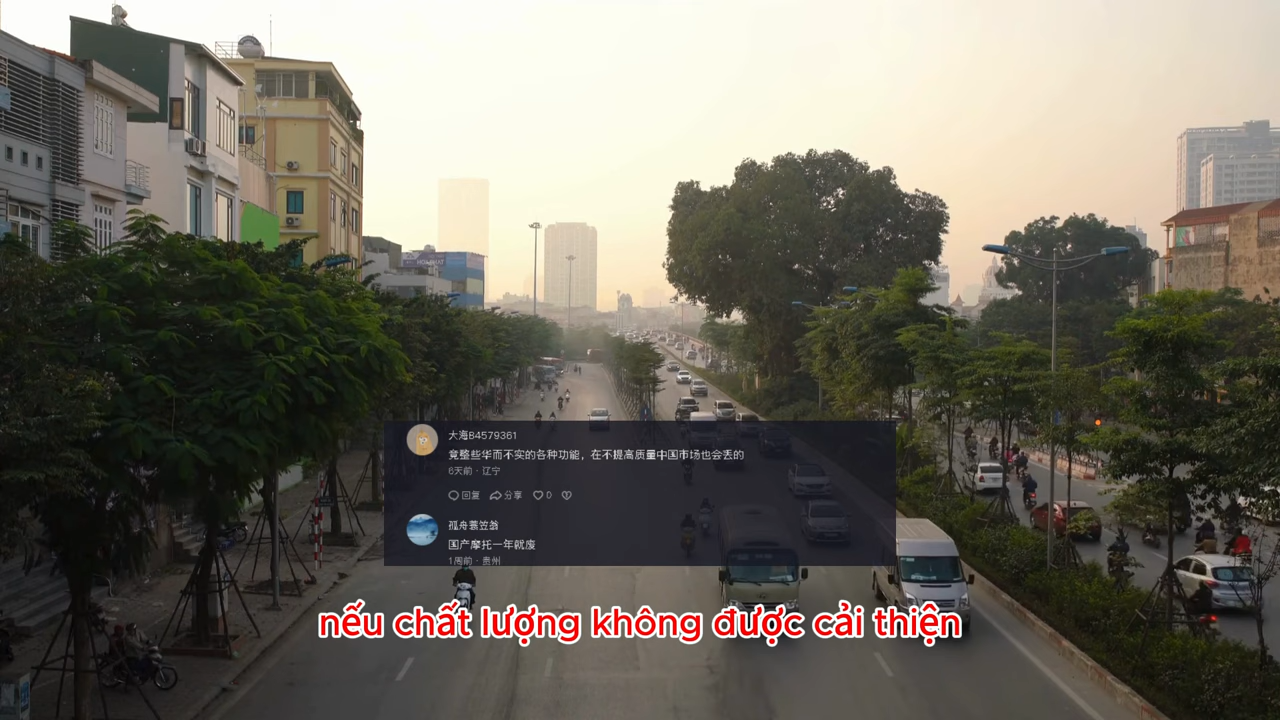 大海B4579361
竟整些华而不实的各种功能，在不提高质量中国市场也会丢的
6天前 · 辽宁
回复 分享 0
孤舟蓑笠翁
国产摩托一年就废
1周前 · 贵州
nếu chất lượng không được cải thiện